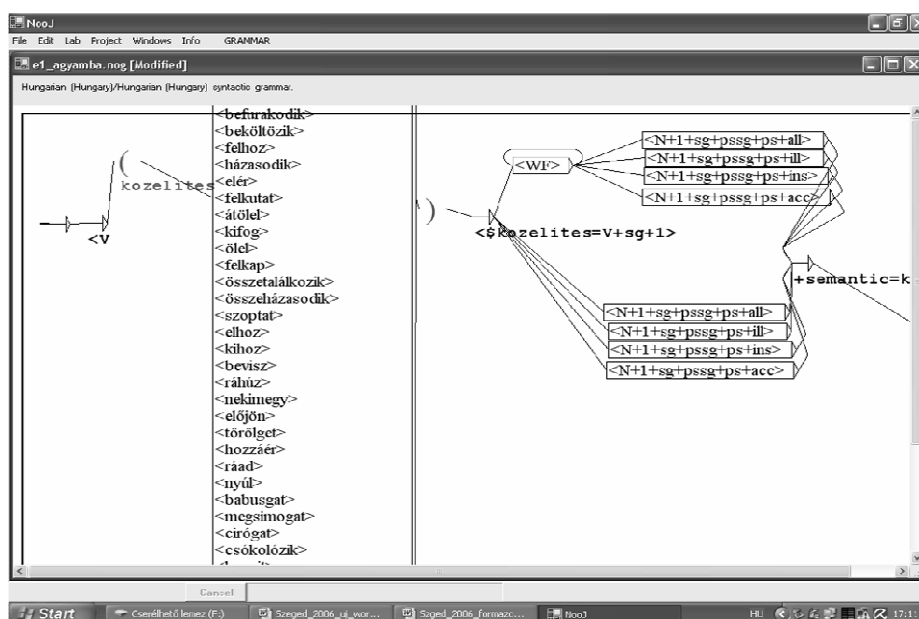 NooJ
File Edit Lab Project Windows Info GRAMMAR
e1_agyamba.nog [Modified]
Hungarian (Hungary)/Hungarian (Hungary) syntactic grammar.
<V
(
kozelites
<befurakodik>
<beköltözik>
<felhoz>
<házasodik>
<elér>
<felkutat>
<átölel>
<kifog>
<ölel>
<felkap>
<összetalálkozik>
<összeházasodik>
<szoptat>
<elhoz>
<kihoz>
<bevisz>
<ráhúz>
<nekimegy>
<előjön>
<törölget>
<hozzáér>
<ráad>
<nyúl>
<babusgat>
<megsimogat>
<cirógat>
<csókolózik>
)
<$kozelites=V+sg+1>
<WF>
<N+1+sg+pssg+ps+all>
<N+1+sg+pssg+ps+ill>
<N+1+sg+pssg+ps+ins>
<N+1+sg+pssg+ps+acc>
+semantic=k
<N+1+sg+pssg+ps+all>
<N+1+sg+pssg+ps+ill>
<N+1+sg+pssg+ps+ins>
<N+1+sg+pssg+ps+acc>
Cancel
Start Cserélhető lemez (F:) Szeged_2006_uj_wor... Szged_2006_formazc... NooJ HU 17:11